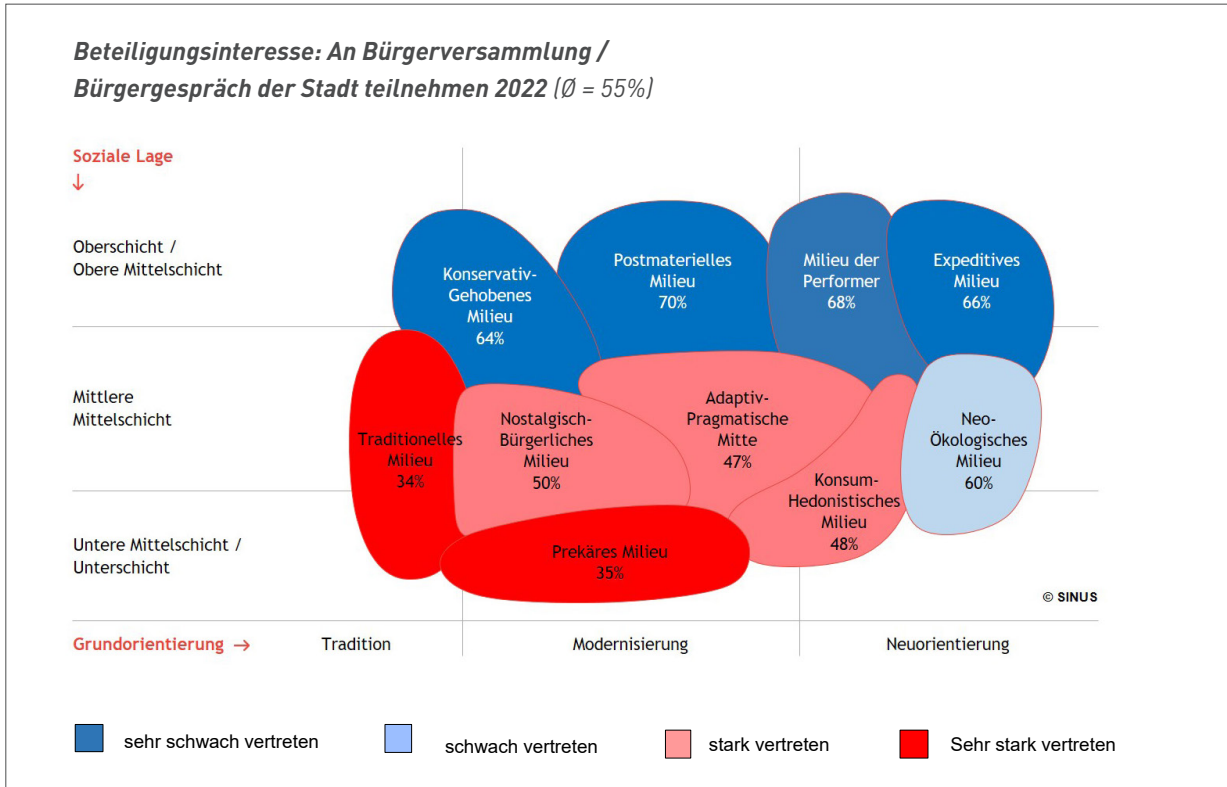 Beteiligungsinteresse: An Bürgerversammlung /
Bürgergespräch der Stadt teilnehmen 2022 (Ø = 55%)
Soziale Lage
↓
Oberschicht /
Obere Mittelschicht
Konservativ-
Gehobenes
Milieu
64%
Postmaterielles
Milieu
70%
Milieu der
Performer
68%
Expeditives
Milieu
66%
Mittlere
Mittelschicht
Traditionelles
Milieu
34%
Nostalgisch-
Bürgerliches
Milieu
50%
Adaptiv-
Pragmatische
Mitte
47%
Konsum-
Hedonistisches
Milieu
48%
Neo-
Ökologisches
Milieu
60%
Untere Mittelschicht /
Unterschicht
Prekäres Milieu
35%
© SINUS
Grundorientierung →
Tradition
Modernisierung
Neuorientierung
sehr schwach vertreten
schwach vertreten
stark vertreten
Sehr stark vertreten